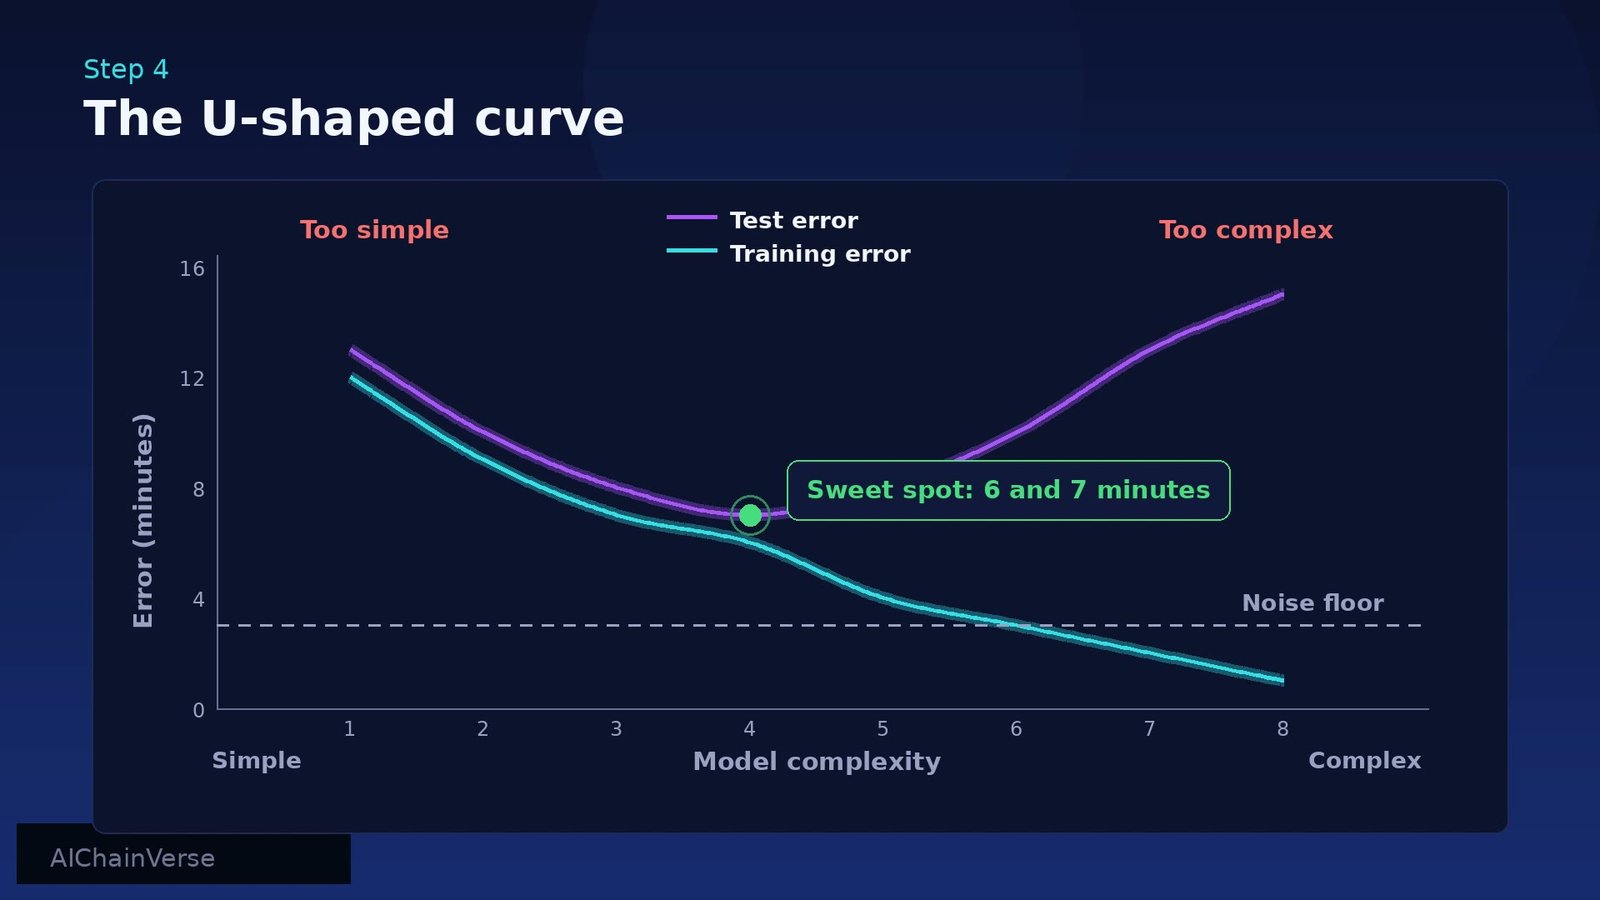 Step 4
The U-shaped curve
Too simple
Test error
Training error
Too complex
16
12
8
4
0
Error (minutes)
Sweet spot: 6 and 7 minutes
Noise floor
1 2 3 4 5 6 7 8
Simple
Model complexity
Complex
AIChainVerse